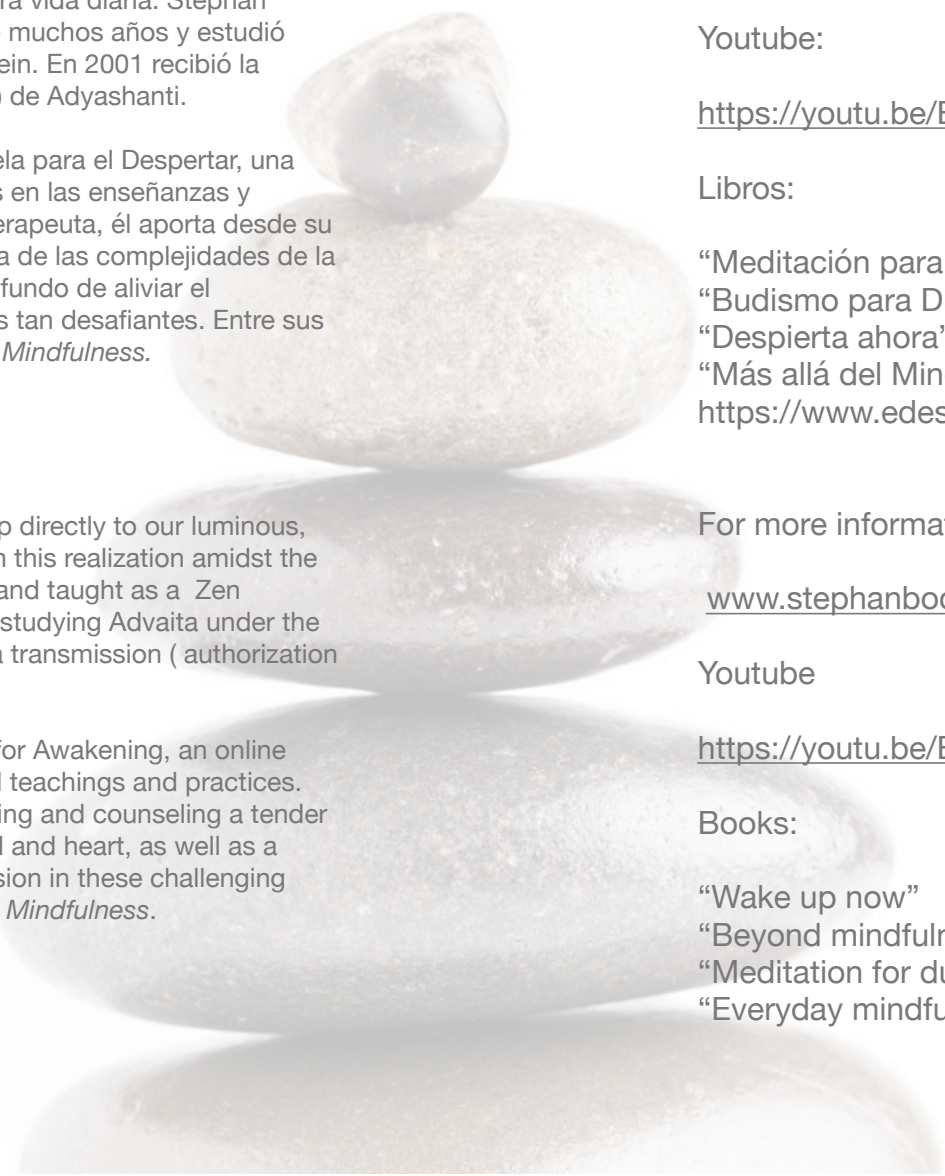 ra vida diaria. Stephan
muchos años y estudió
ein. En 2001 recibió la
de Adyashanti.
ela para el Despertar, una
s en las enseñanzas y
erapeuta, él aporta desde su
a de las complejidades de la
fundo de aliviar el
s tan desafiantes. Entre sus
Mindfulness.
p directly to our luminous,
n this realization amidst the
and taught as a Zen
studying Advaita under the
a transmission ( authorization
for Awakening, an online
l teachings and practices.
ing and counseling a tender
l and heart, as well as a
sion in these challenging
Mindfulness.
Youtube:
https://youtu.be/
Libros:
“Meditación para
“Budismo para D
“Despierta ahora”
“Más allá del Min
https://www.edes
For more informat
www.stephanboo
Youtube
https://youtu.be/
Books:
“Wake up now”
“Beyond mindfuln
“Meditation for du
“Everyday mindfu